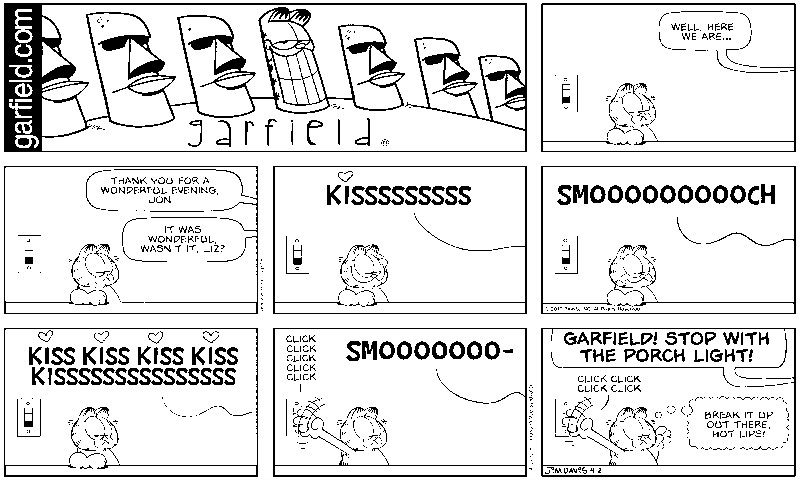 garfield.com
garfield
WELL, HERE
WE ARE...
THANK YOU FOR A
WONDERFUL EVENING,
JON
IT WAS
WONDERFUL,
WASN'T IT, LIZ?
KISSSSSSSSS
SMOOOOOOOOOCH
KISS KISS KISS KISS
KISSSSSSSSSSSSSSS
CLICK
CLICK
CLICK
CLICK
CLICK
SMOOOOOOO-
GARFIELD! STOP WITH
THE PORCH LIGHT!
CLICK CLICK
CLICK CLICK
BREAK IT UP
OUT THERE,
HOT LIPS!
JIM DAVIS 4-2